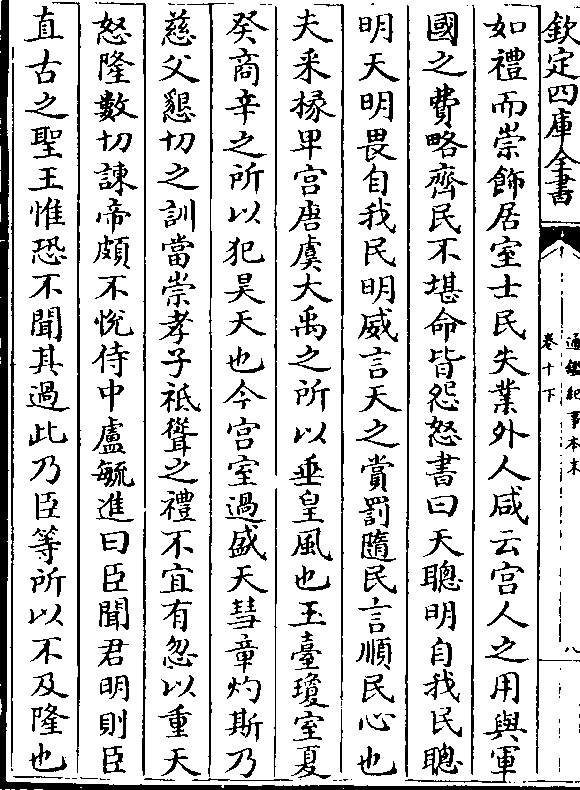 欽定四庫全書
通鑑紀事本末
卷十下
八
如禮而崇飾居室士民失業外人咸云宫人之用與軍
國之費略齊民不堪命皆怨怒書曰天聰明自我民聰
明天明畏自我民明威言天之賞罰隨民言順民心也
夫采椽卑宫唐虞大禹之所以垂皇風也玉臺瓊室夏
癸商辛之所以犯昊天也今宫室過盛天彗章灼斯乃
慈父懇切之訓當崇孝子祗聳之禮不宜有忽以重天
怒隆數切諫帝頗不悅侍中盧毓進曰臣聞君明則臣
直古之聖王惟恐不聞其過此乃臣等所以不及隆也